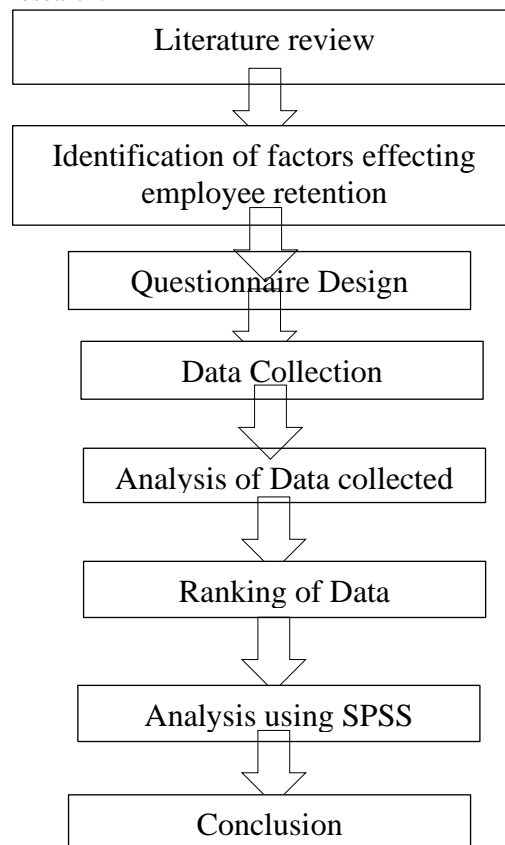 Literature review
Identification of factors effecting
employee retention
Questionnaire Design
Data Collection
Analysis of Data collected
Ranking of Data
Analysis using SPSS
Conclusion